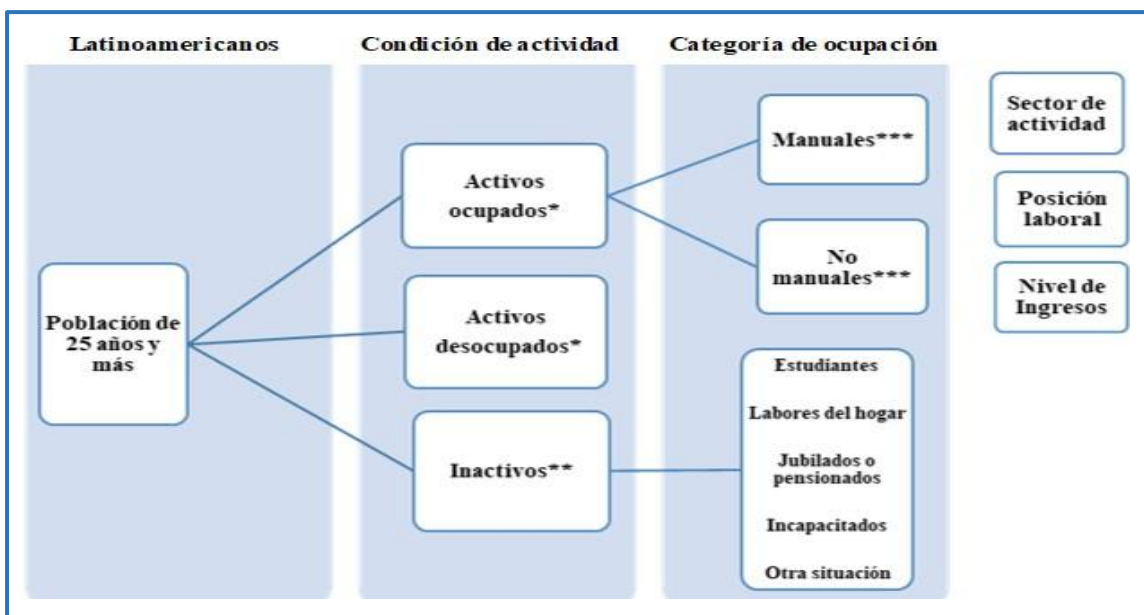 Latinoamericanos
Condición de actividad
Categoría de ocupación
Población de
25 años y
más
Activos
ocupados*
Activos
desocupados*
Inactivos**
Manuales***
No
manuales***
Estudiantes
Labores del hogar
Jubilados o
pensionados
Incapacitados
Otra situación
Sector de
actividad
Posición
laboral
Nivel de
Ingresos